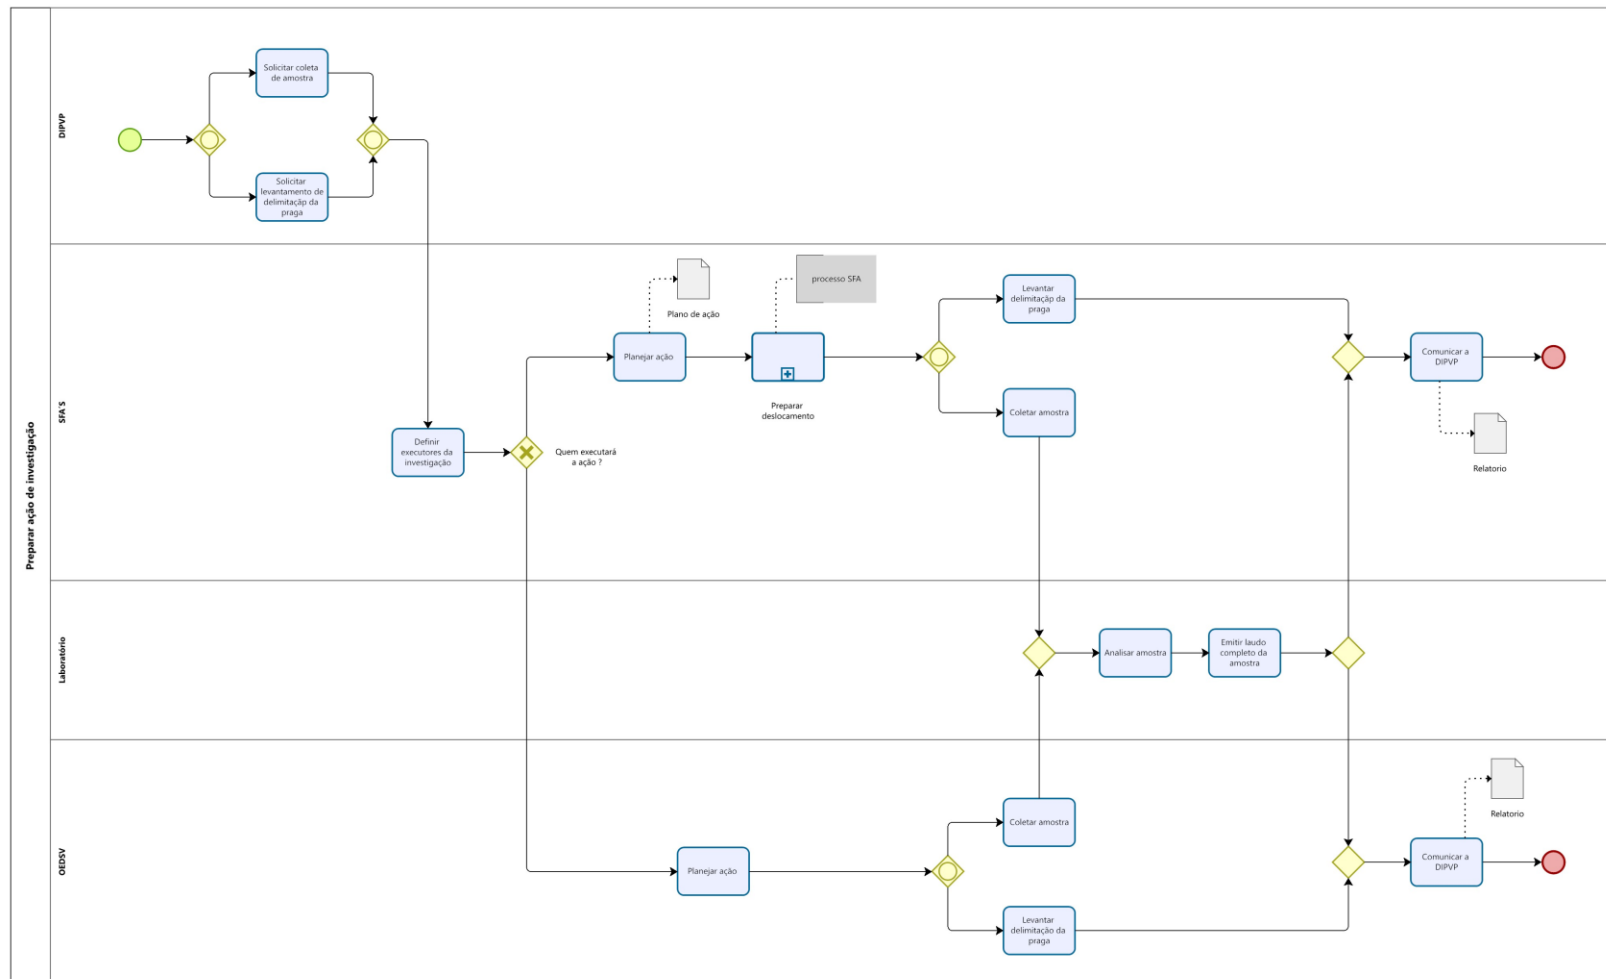 Preparar ação de investigação
DIPVP
Solicitar coleta
de amostra
Solicitar
levantamento de
delimitaçãp da
praga
SFA'S
Definir
executores da
investigação
Quem executará
a ação ?
Planejar ação
Plano de ação
processo SFA
Preparar
deslocamento
Levantar
delimitaçãp da
praga
Coletar amostra
Comunicar a
DIPVP
Relatorio
Laboratório
Analisar amostra
Emitir laudo
completo da
amostra
OEDSV
Planejar ação
Coletar amostra
Levantar
delimitação da
praga
Comunicar a
DIPVP
Relatorio